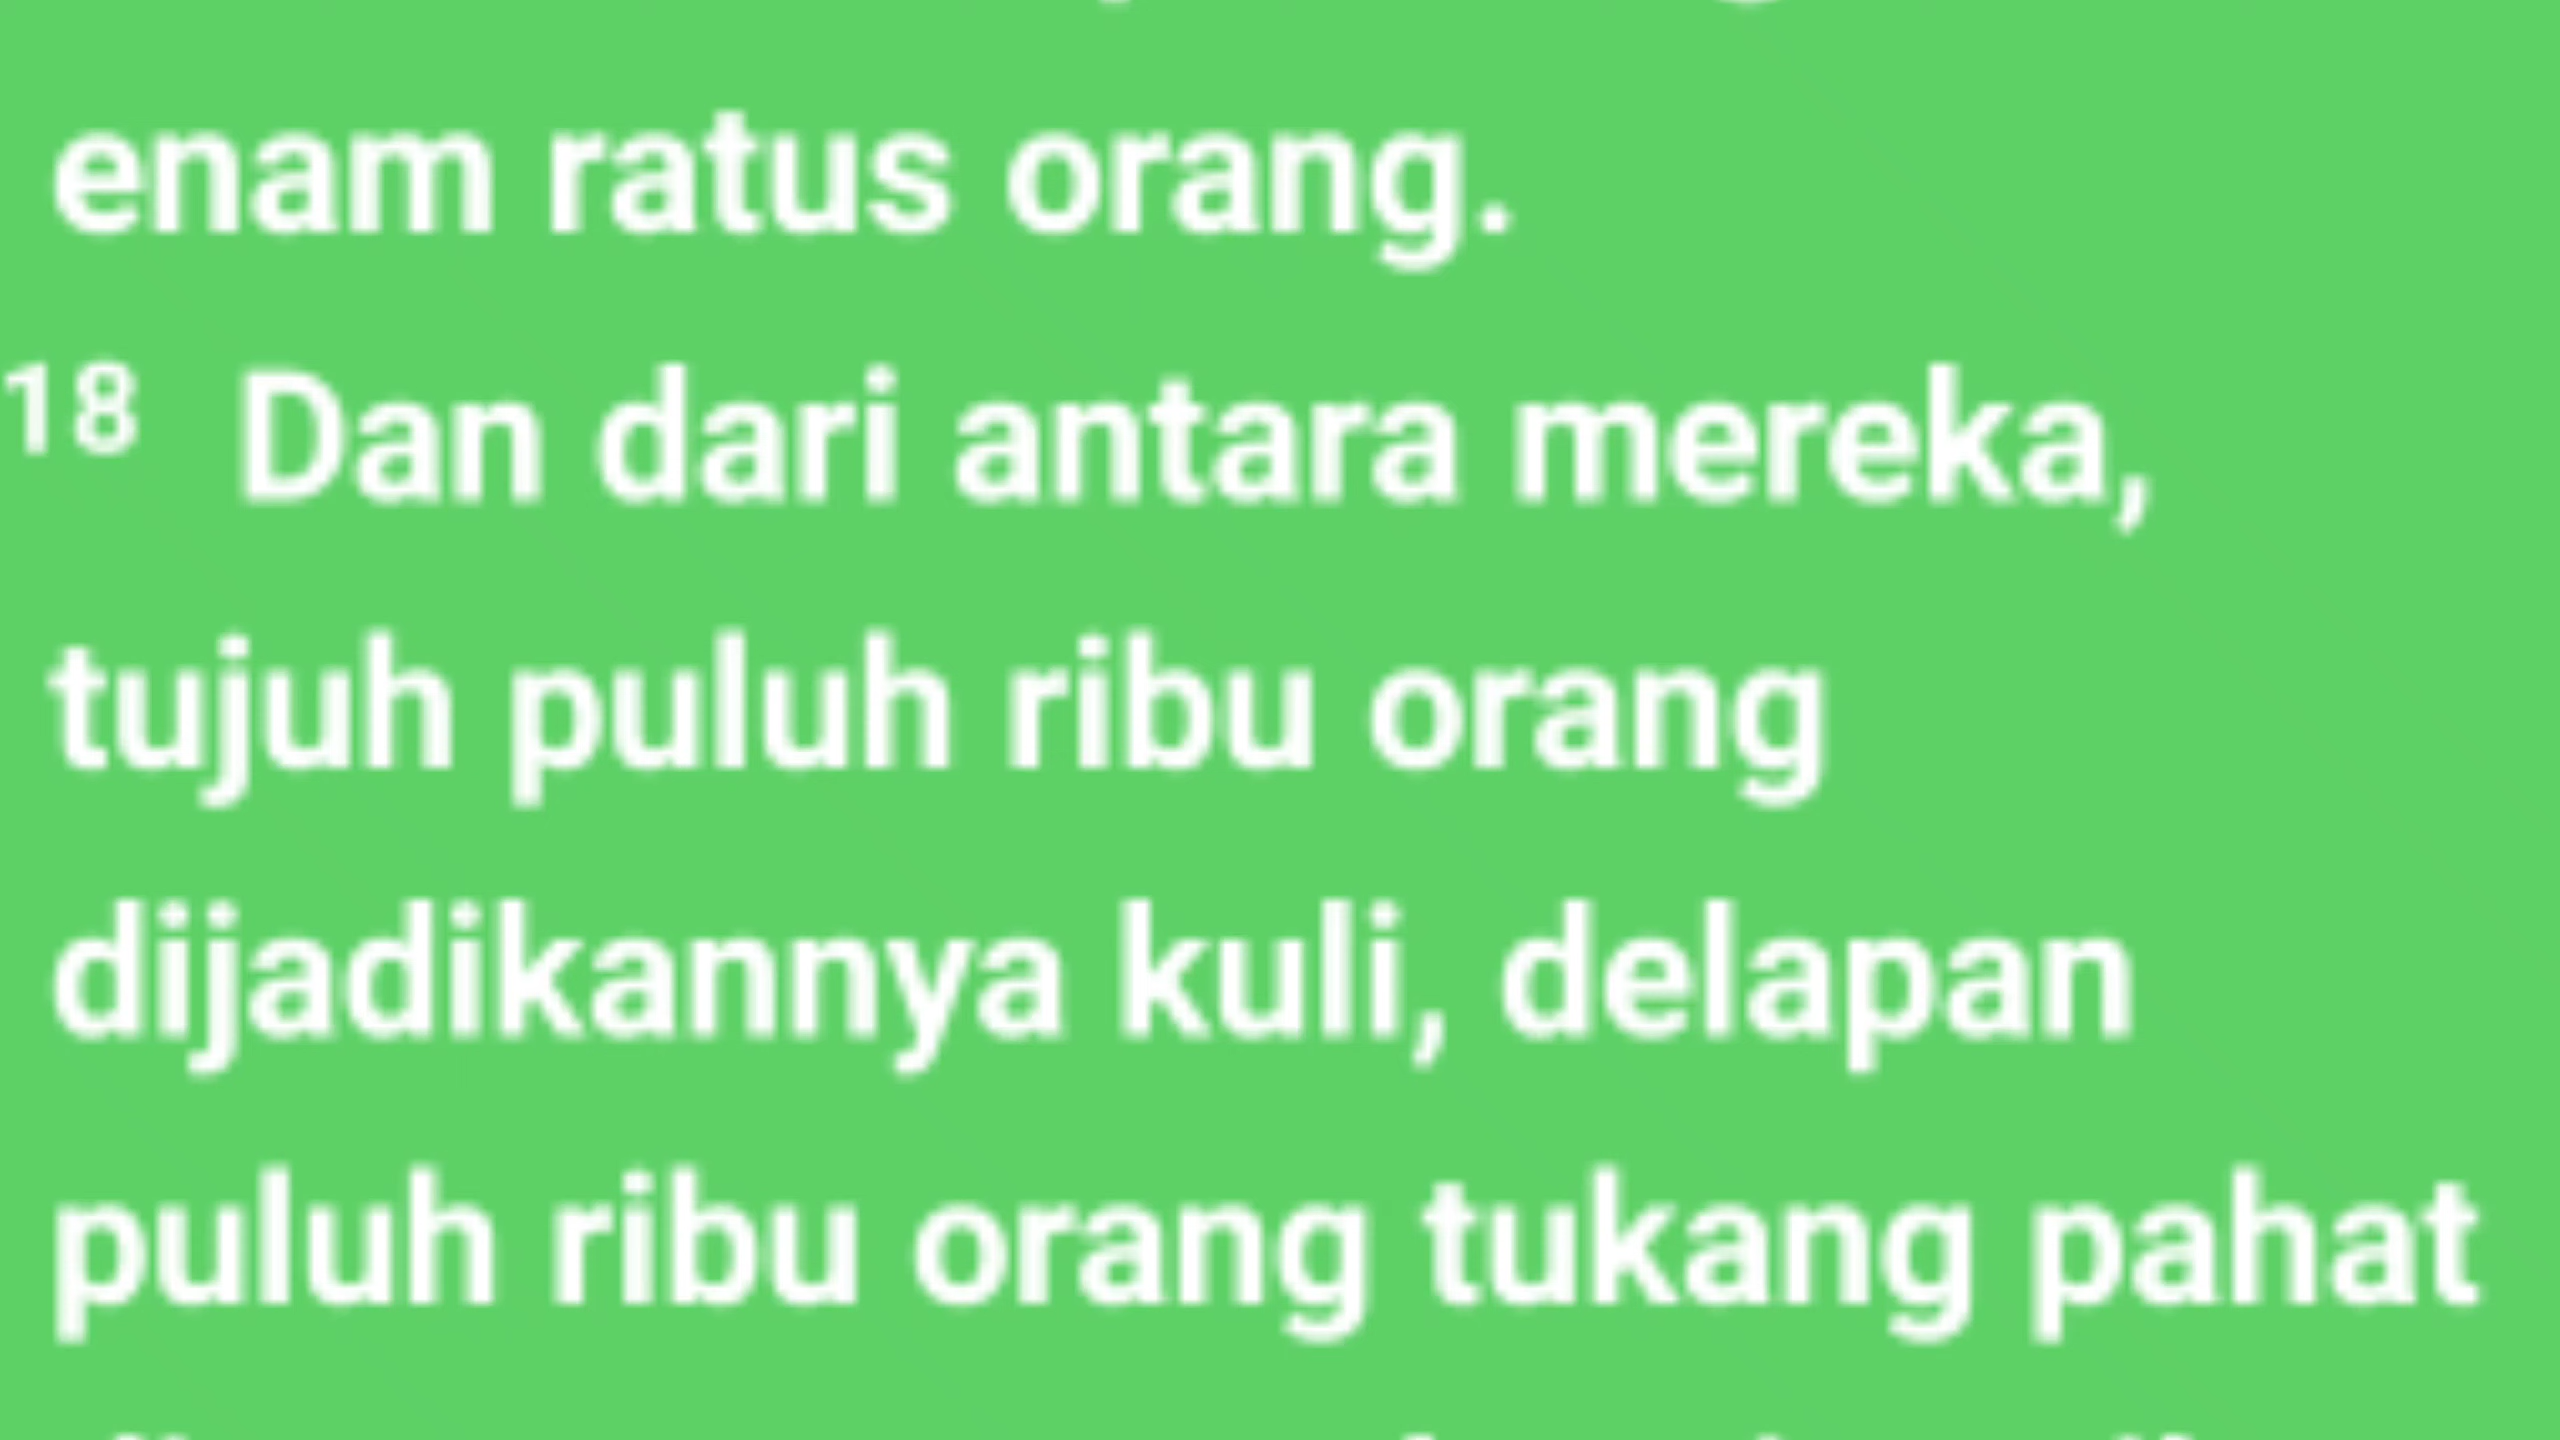 enam ratus orang.
18 Dan dari antara mereka,
tujuh puluh ribu orang
dijadikannya kuli, delapan
puluh ribu orang tukang pahat